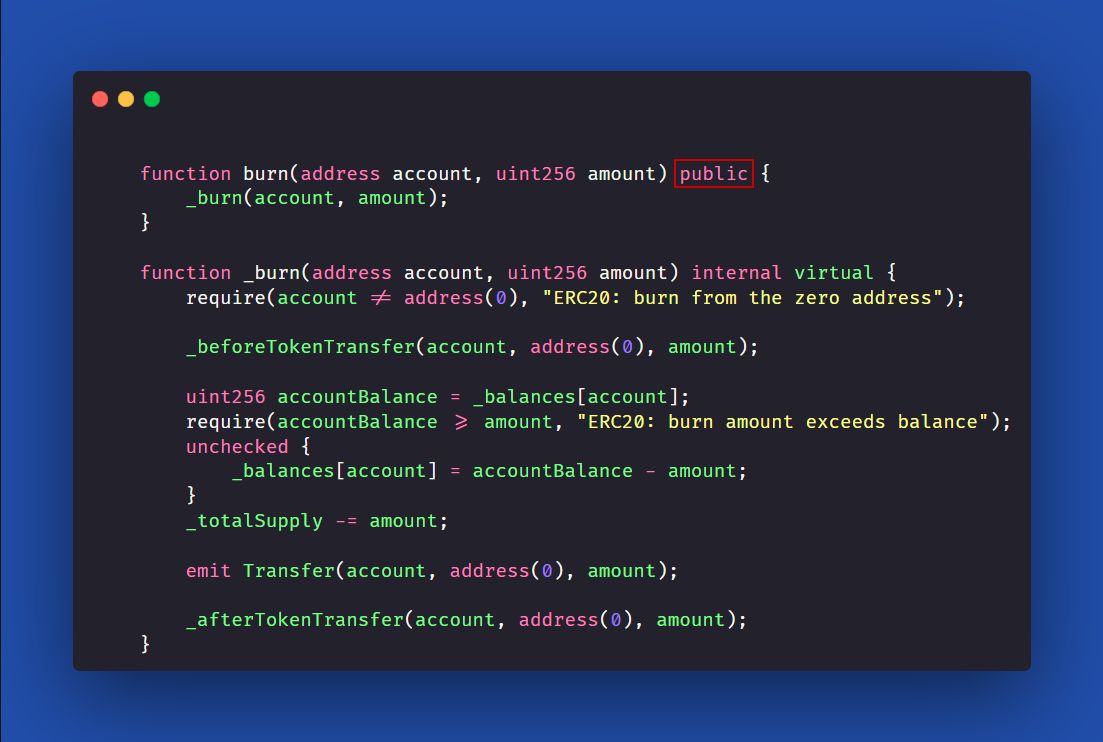 function burn(address account, uint256 amount) public {
    _burn(account, amount);
}
function _burn(address account, uint256 amount) internal virtual {
    require(account ≠ address(0), "ERC20: burn from the zero address");
    _beforeTokenTransfer(account, address(0), amount);
    uint256 accountBalance = _balances[account];
    require(accountBalance ⩾ amount, "ERC20: burn amount exceeds balance");
    unchecked {
        _balances[account] = accountBalance - amount;
    }
    _totalSupply -= amount;
    emit Transfer(account, address(0), amount);
    _afterTokenTransfer(account, address(0), amount);
}